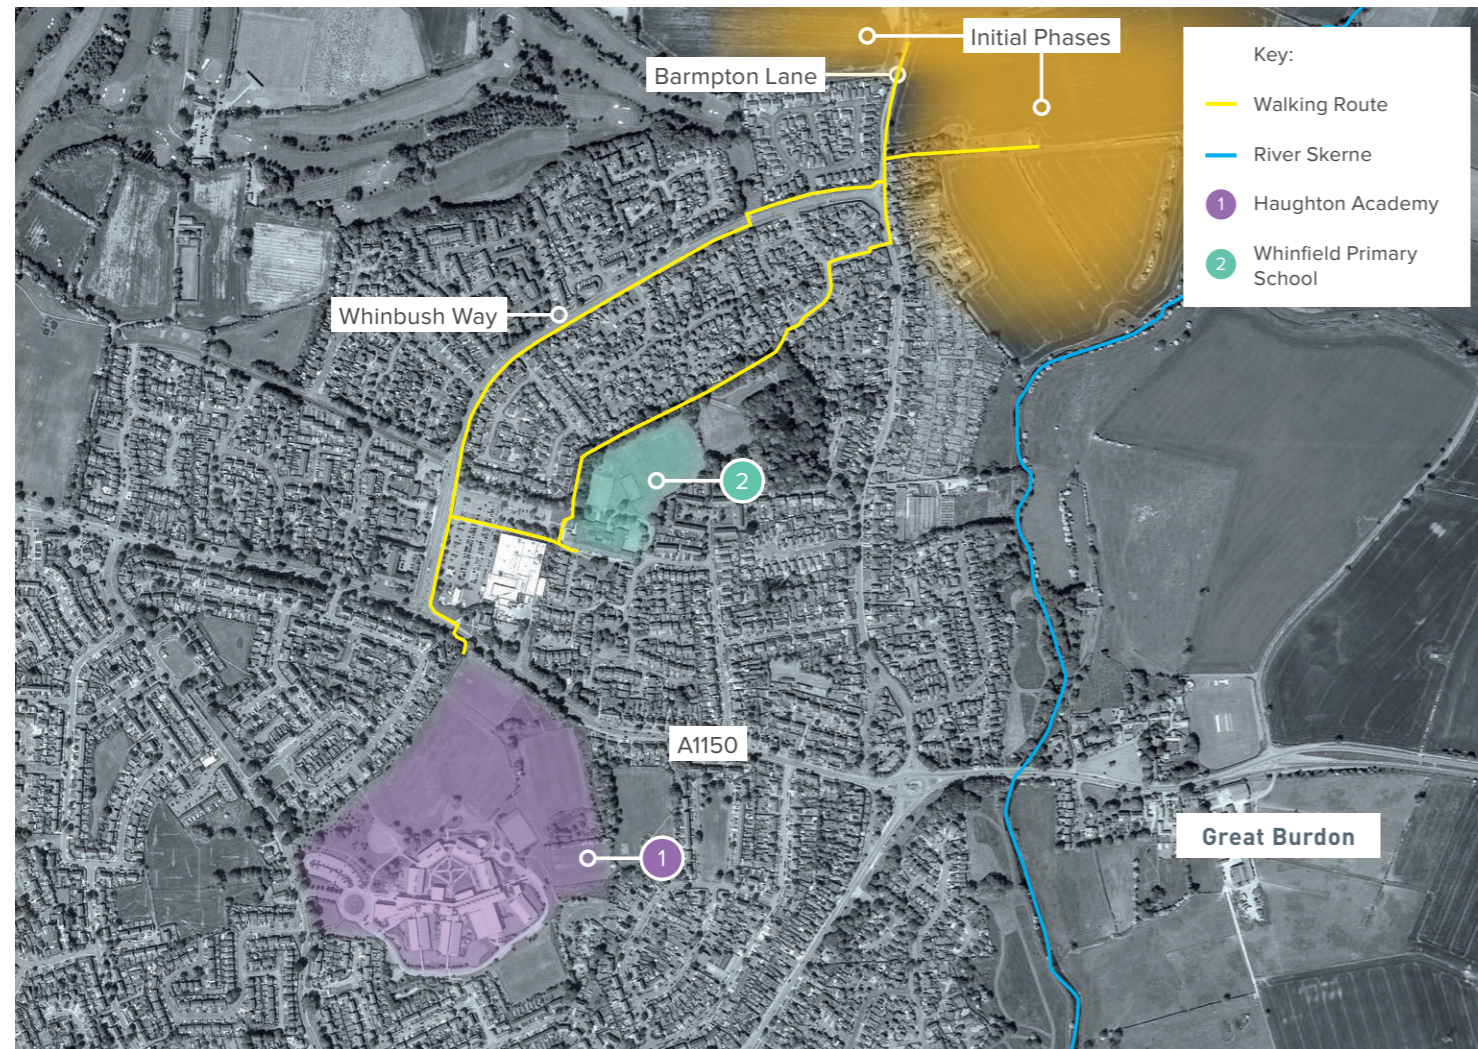 Initial Phases
Barmpton Lane
Whinbush Way
2
A1150
1
Great Burdon
Key:
Walking Route
River Skerne
1
Haughton Academy
2
Whinfield Primary
School